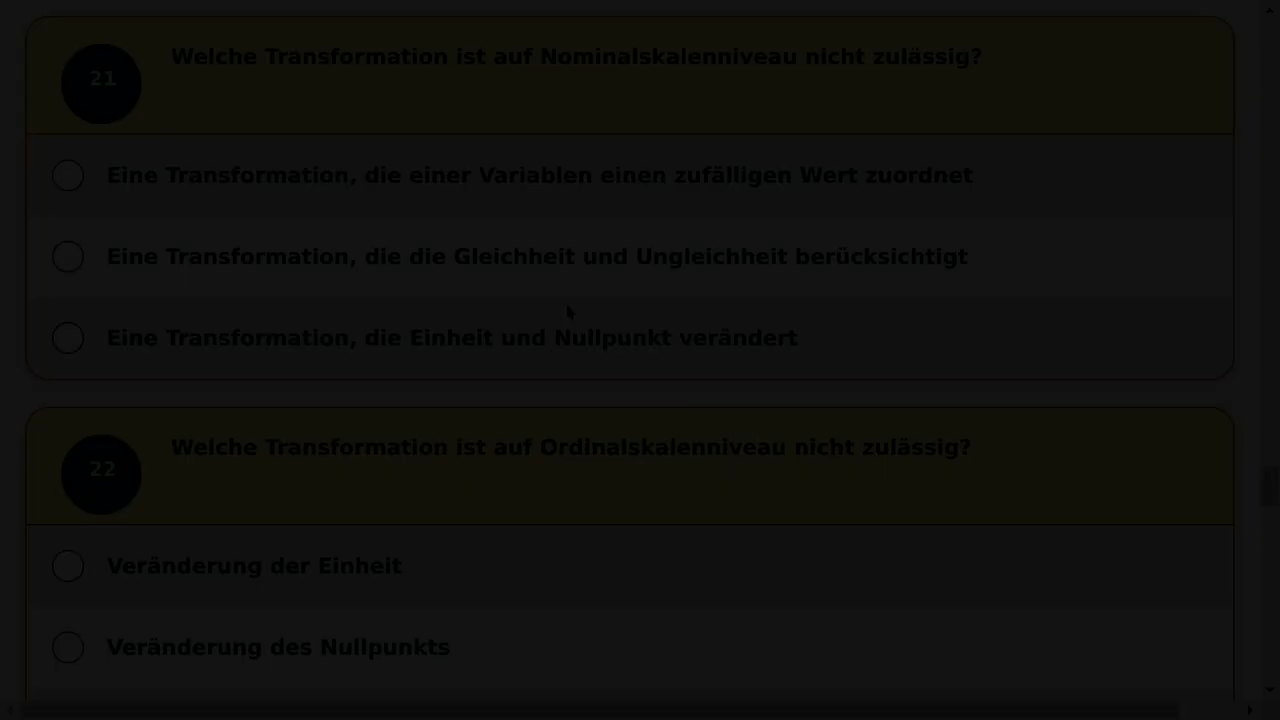 21
Welche Transformation ist auf Nominalskalenniveau nicht zulässig?
Eine Transformation, die einer Variablen einen zufälligen Wert zuordnet
Eine Transformation, die die Gleichheit und Ungleichheit berücksichtigt
Eine Transformation, die Einheit und Nullpunkt verändert
22
Welche Transformation ist auf Ordinalskalenniveau nicht zulässig?
Veränderung der Einheit
Veränderung des Nullpunkts